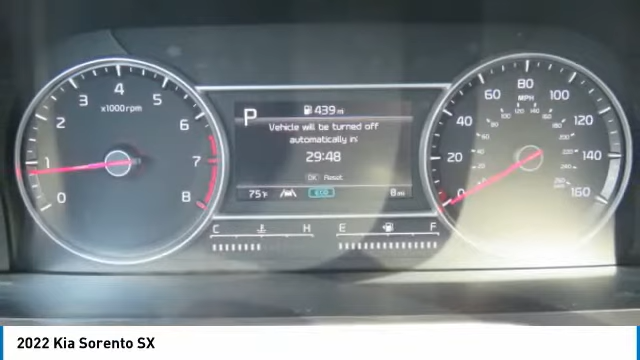 0 1 2 3 4 5 6 7 8
x1000 rpm
P
439 mi
Vehicle will be turned off
automatically in:
29:48
OK Reset
75°F ECO 8 mi
C H E F
0 20 40 60 80 100 120 140 160
MPH
2022 Kia Sorento SX